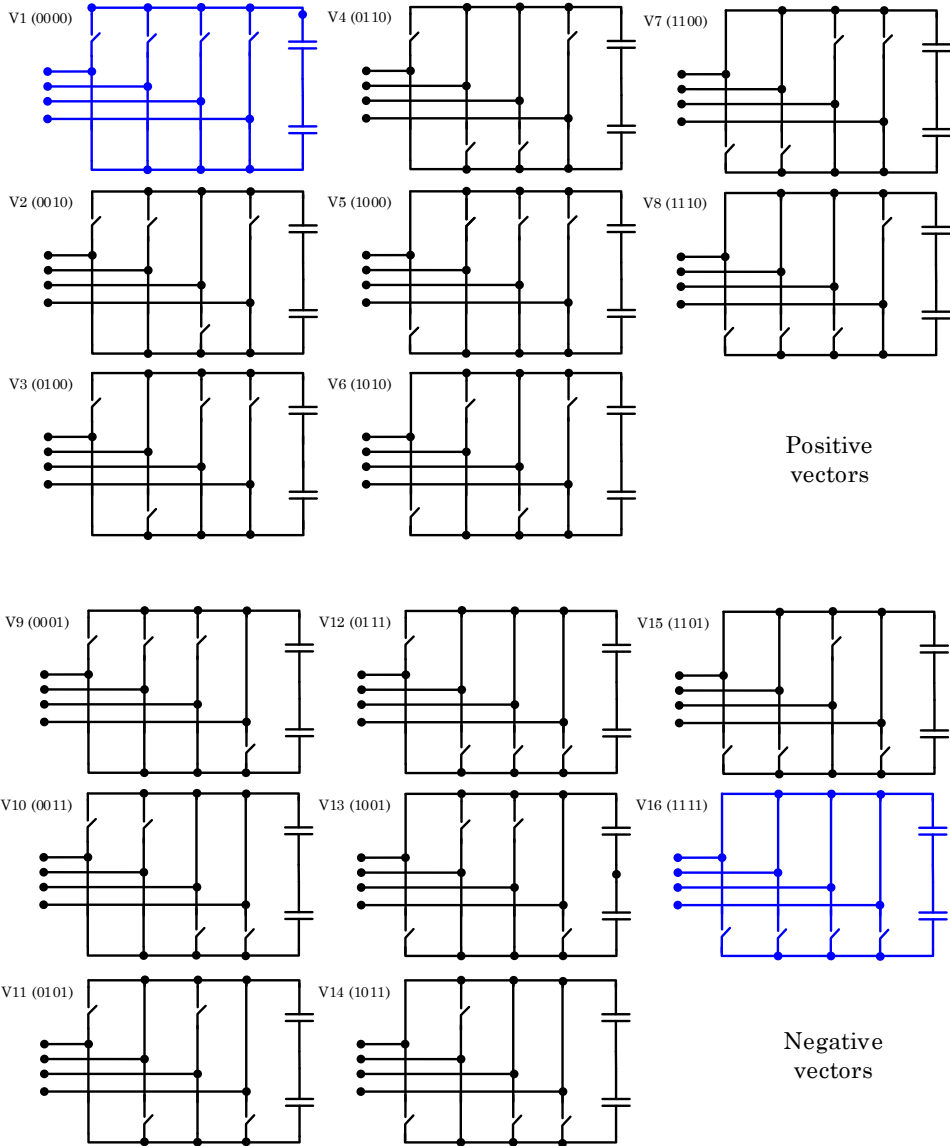 V1 (0000)
V4 (0110)
V7 (1100)
V2 (0010)
V5 (1000)
V8 (1110)
V3 (0100)
V6 (1010)
Positive
vectors
V9 (0001)
V12 (0111)
V15 (1101)
V10 (0011)
V13 (1001)
V16 (1111)
V11 (0101)
V14 (1011)
Negative
vectors